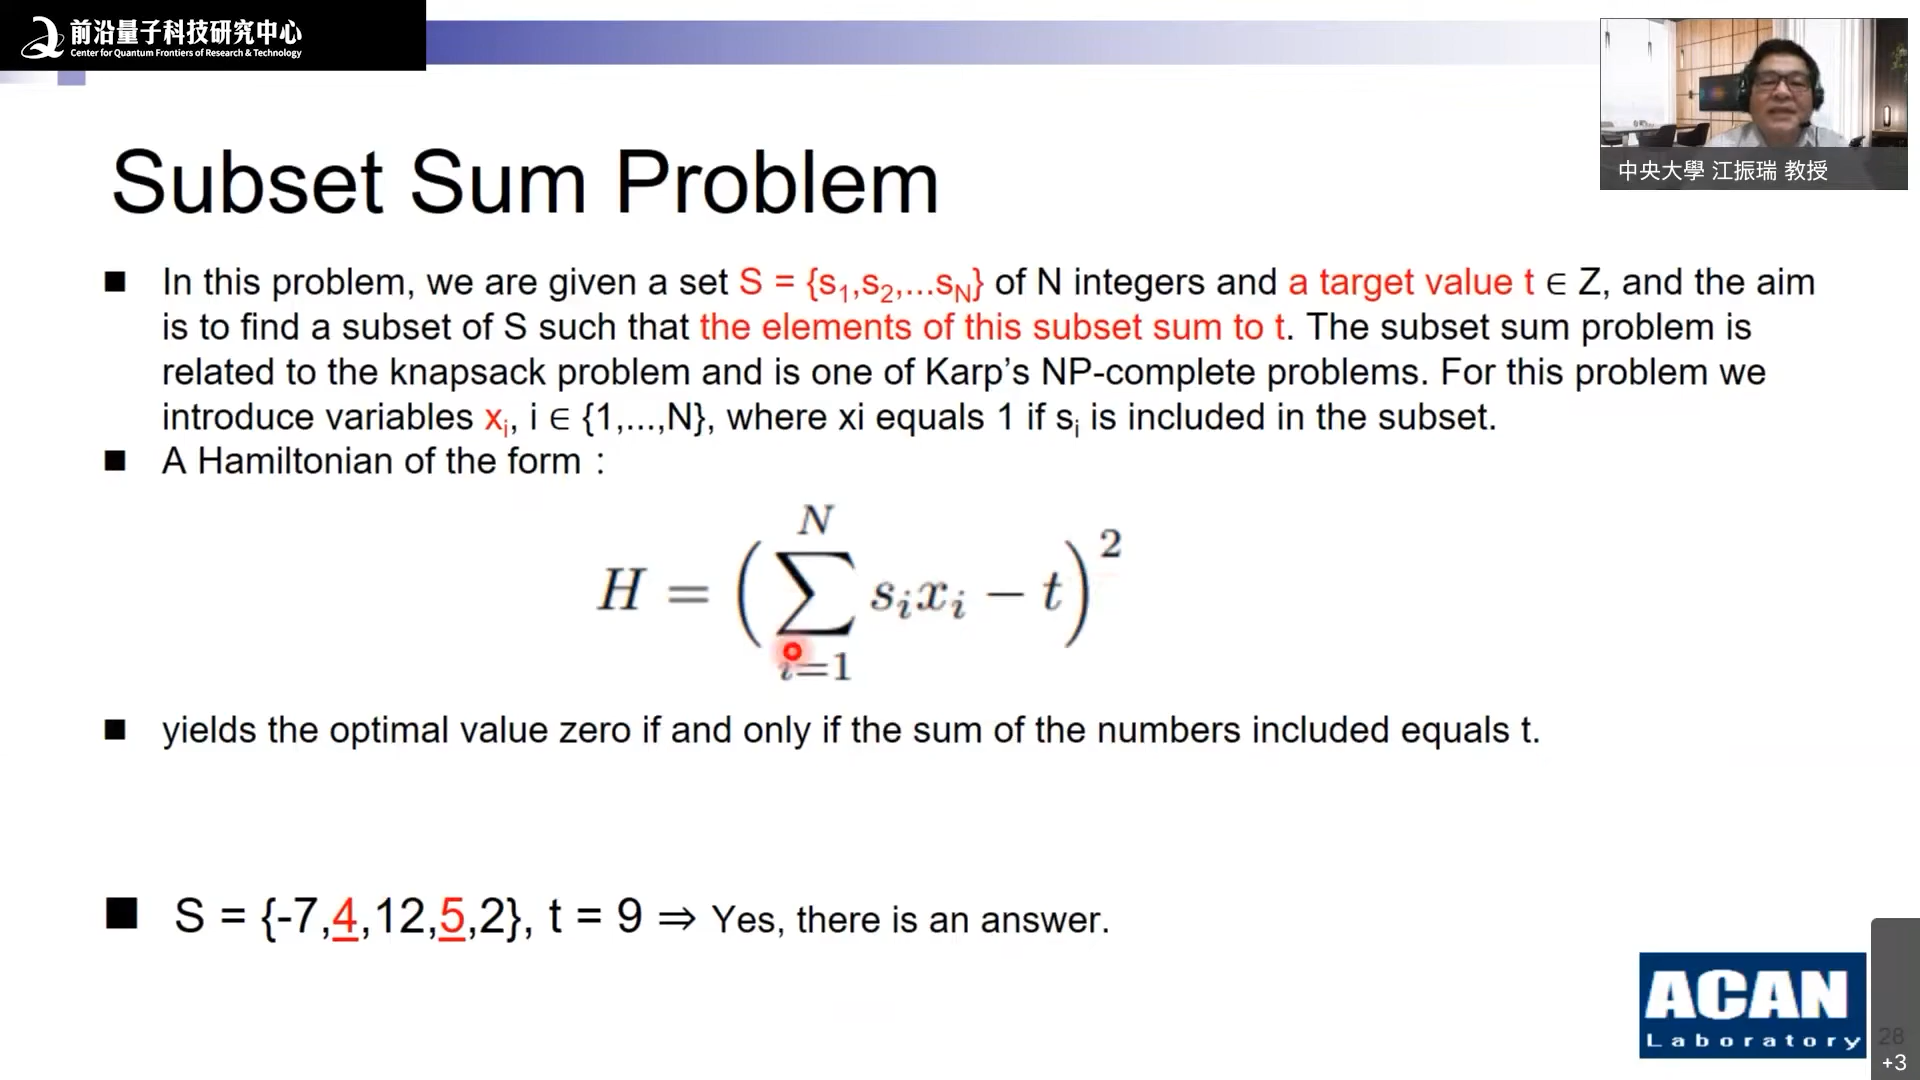 前沿量子科技研究中心
Center for Quantum Frontiers of Research & Technology
中央大學 江振瑞 教授
Subset Sum Problem
■ In this problem, we are given a set S = {s₁,s₂,...s_N} of N integers and a target value t ∈ Z, and the aim
is to find a subset of S such that the elements of this subset sum to t. The subset sum problem is
related to the knapsack problem and is one of Karp's NP-complete problems. For this problem we
introduce variables xᵢ, i ∈ {1,...,N}, where xi equals 1 if sᵢ is included in the subset.
■ A Hamiltonian of the form :
H = (∑_{i=1}^{N} sᵢxᵢ − t)²
■ yields the optimal value zero if and only if the sum of the numbers included equals t.
■ S = {-7,4,12,5,2}, t = 9 ⇒ Yes, there is an answer.
ACAN
Laboratory
28
+3